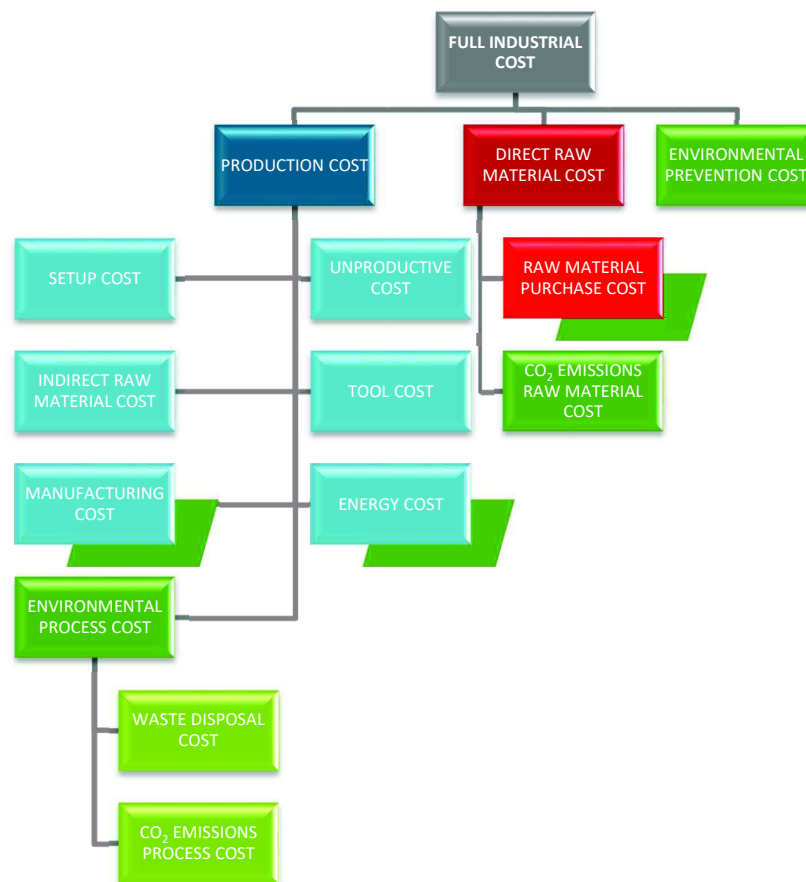 FULL INDUSTRIAL
COST
PRODUCTION COST
DIRECT RAW
MATERIAL COST
ENVIRONMENTAL
PREVENTION COST
SETUP COST
UNPRODUCTIVE
COST
RAW MATERIAL
PURCHASE COST
INDIRECT RAW
MATERIAL COST
TOOL COST
CO₂ EMISSIONS
RAW MATERIAL
COST
MANUFACTURING
COST
ENERGY COST
ENVIRONMENTAL
PROCESS COST
WASTE DISPOSAL
COST
CO₂ EMISSIONS
PROCESS COST